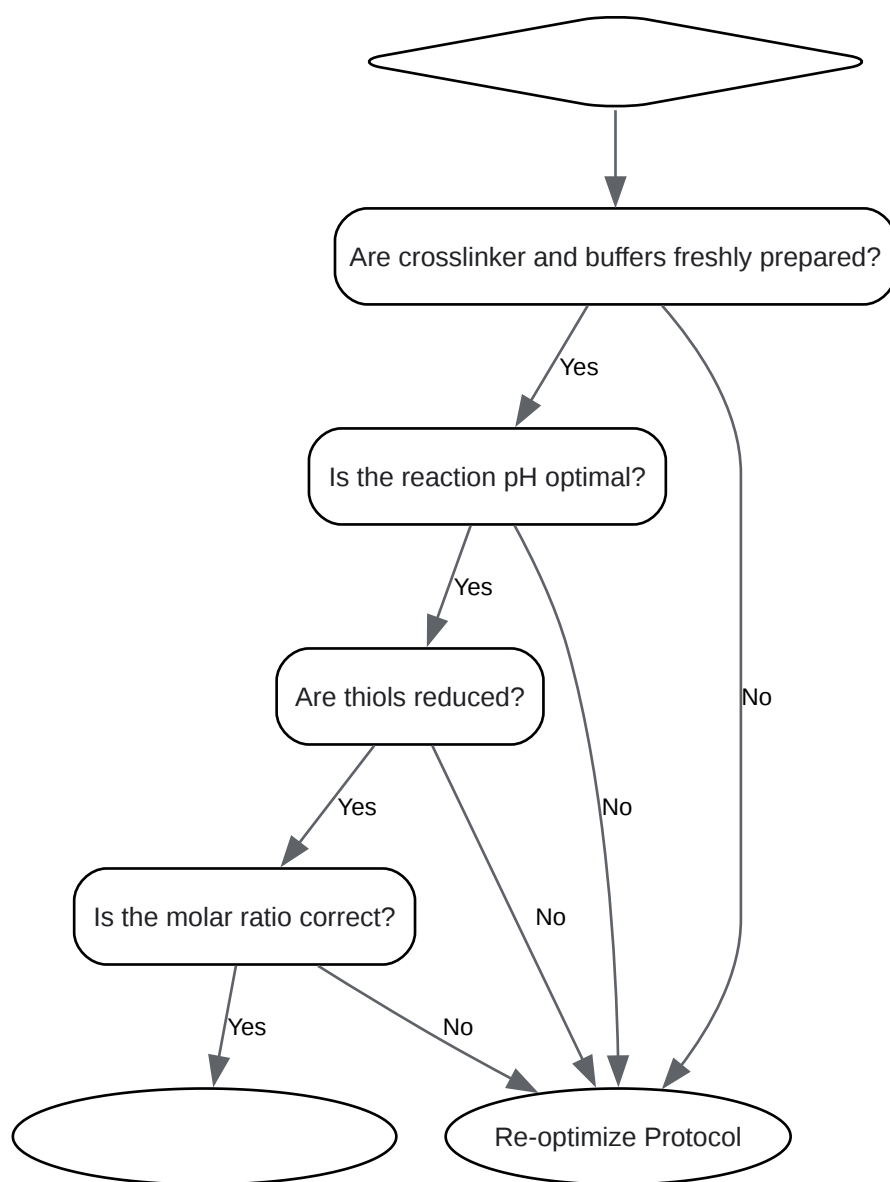 Are crosslinker and buffers freshly prepared?
Yes
Is the reaction pH optimal?
Yes
Are thiols reduced?
No
Yes
No
Is the molar ratio correct?
No
Yes
No
Re-optimize Protocol